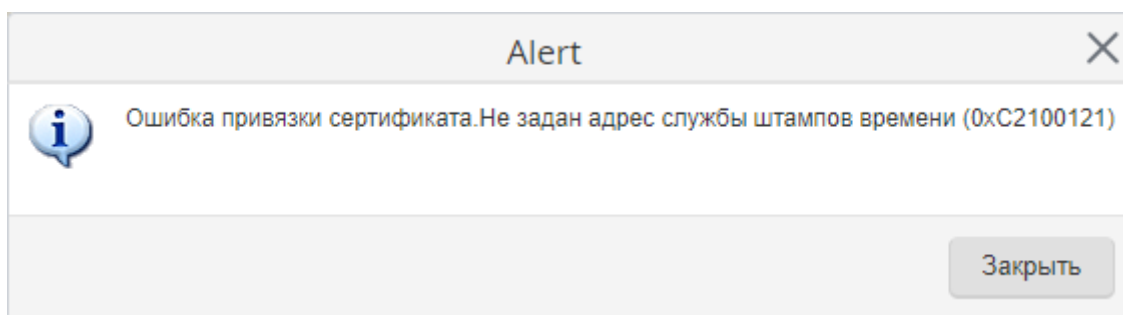 Alert
Ошибка привязки сертификата.Не задан адрес службы штампов времени (0xC2100121)
Закрыть